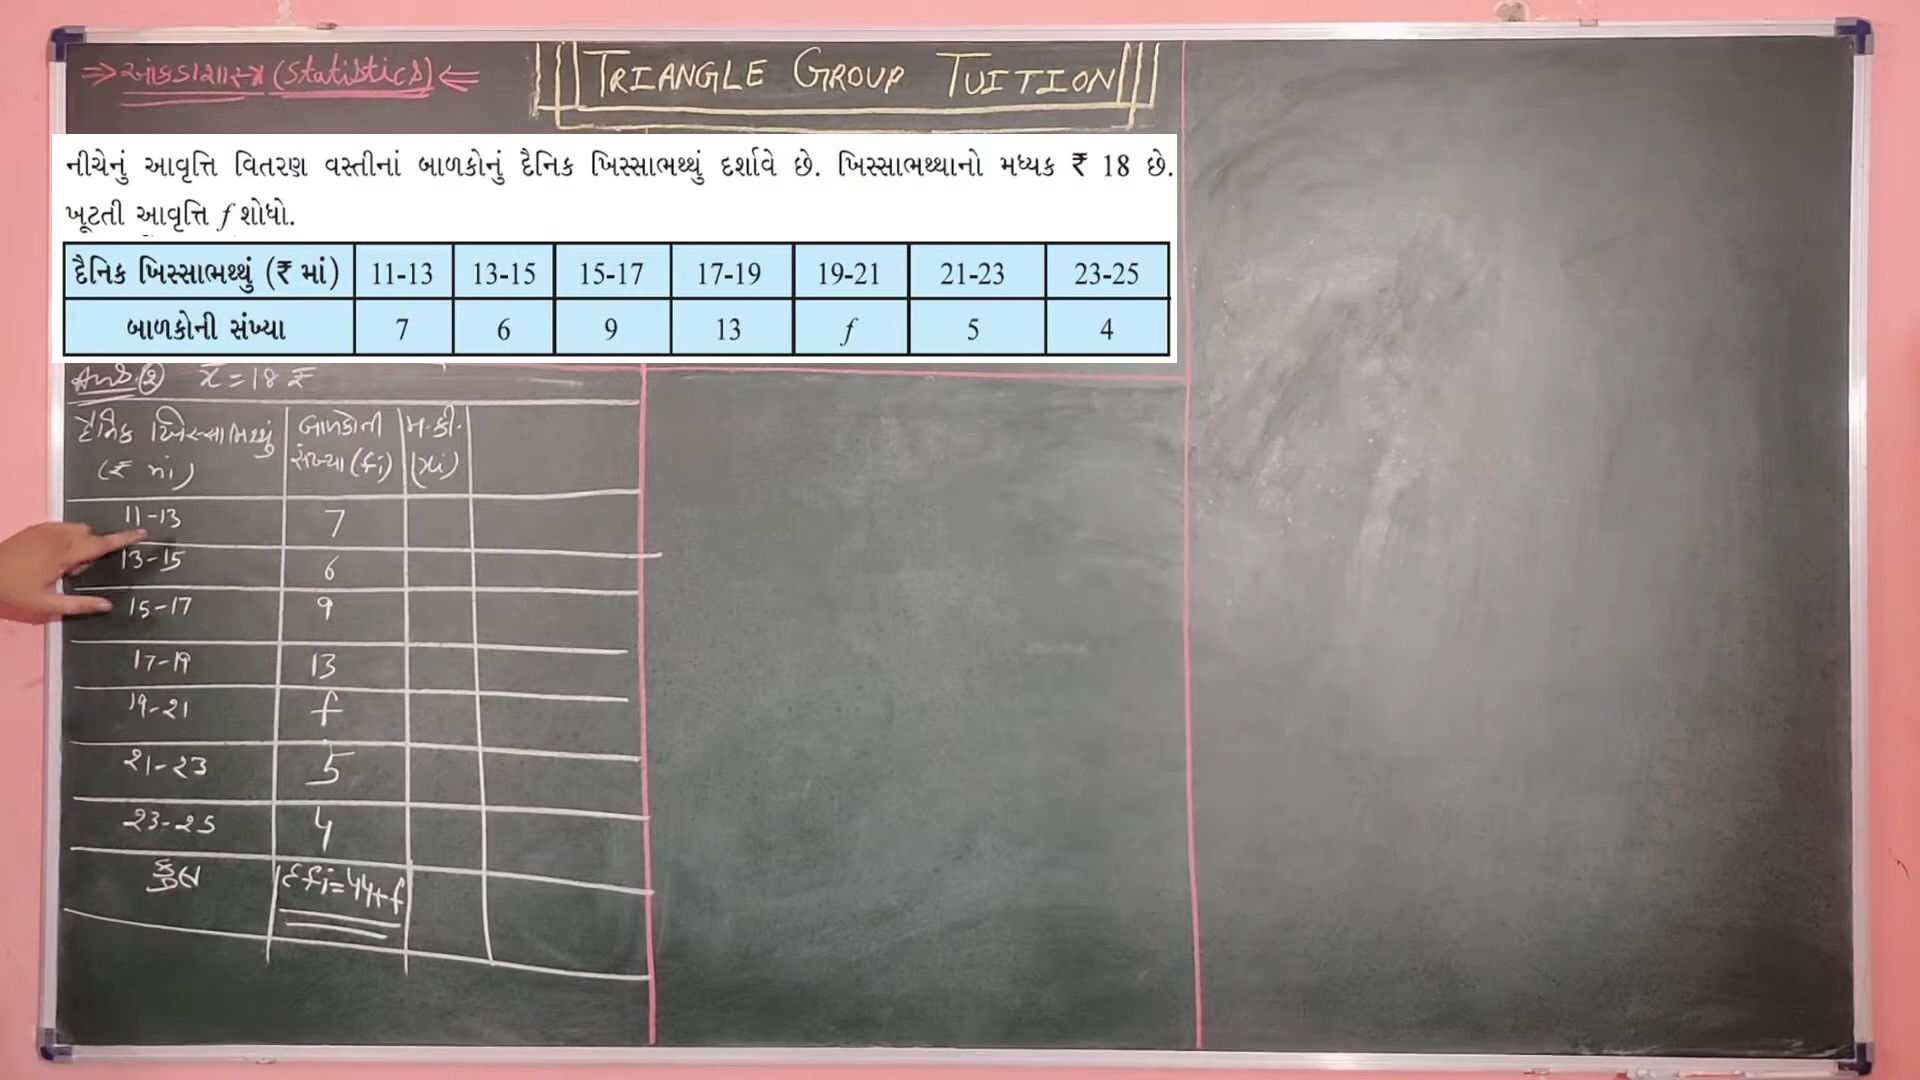 ⇒ આંકડાશાસ્ત્ર (Statistics) ⇐
TRIANGLE GROUP TUITION
નીચેનું આવૃત્તિ વિતરણ વસ્તીનાં બાળકોનું દૈનિક ખિસ્સાભથ્થું દર્શાવે છે. ખિસ્સાભથ્થાનો મધ્યક ₹ 18 છે.
ખૂટતી આવૃત્તિ f શોધો.
દૈનિક ખિસ્સાભથ્થું (₹ માં) 11-13 13-15 15-17 17-19 19-21 21-23 23-25
બાળકોની સંખ્યા 7 6 9 13 f 5 4
Ans (3) x̄ = 18 ₹
દૈનિક ખિસ્સાભથ્થું બાળકોની મ.કી.
(₹ માં) સંખ્યા (fi) (xi)
11-13 7
13-15 6
15-17 9
17-19 13
19-21 f
21-23 5
23-25 4
કુલ Σfi=44+f